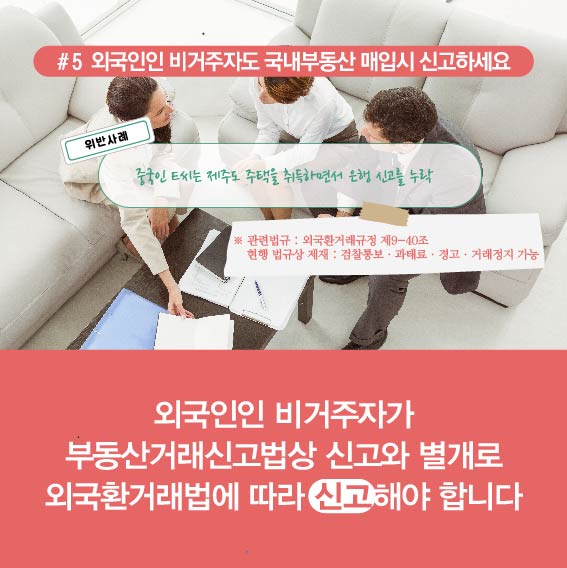 #5 외국인인 비거주자도 국내부동산 매입시 신고하세요
위반사례
중국인 E씨는 제주도 주택을 취득하면서 은행 신고를 누락
※ 관련법규 : 외국환거래규정 제9-40조
현행 법규상 제재 : 검찰통보 · 과태료 · 경고 · 거래정지 가능
외국인인 비거주자가
부동산거래신고법상 신고와 별개로
외국환거래법에 따라 신고해야 합니다